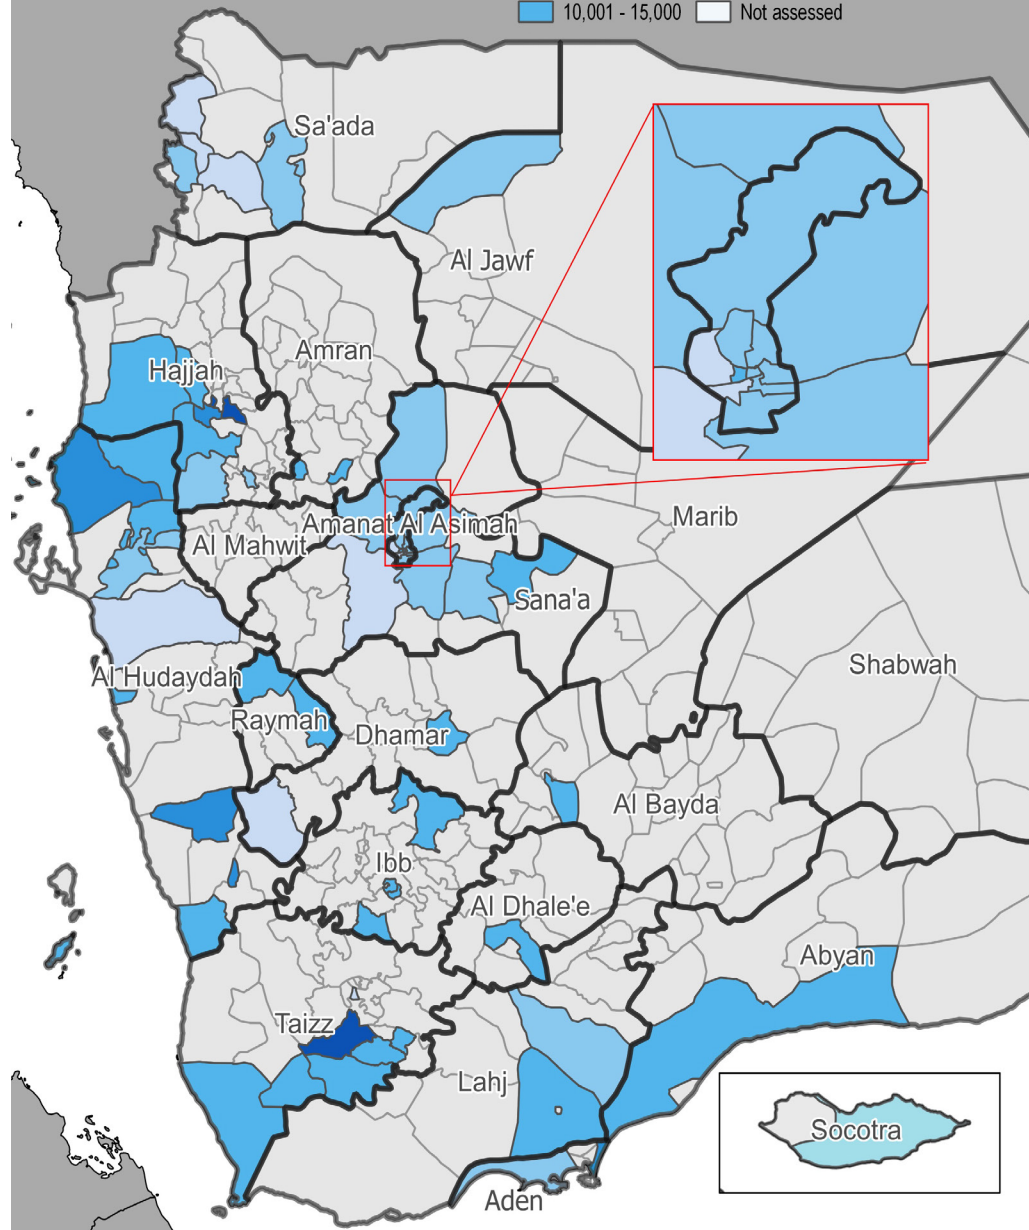 10,001 - 15,000 Not assessed
Sa'ada
Al Jawf
Amran
Hajjah
Marib
Amanat Al Asimah
Al Mahwit
Sana'a
Shabwah
Al Hudaydah
Raymah
Dhamar
Al Bayda
Ibb
Al Dhale'e
Abyan
Taizz
Lahj
Socotra
Aden